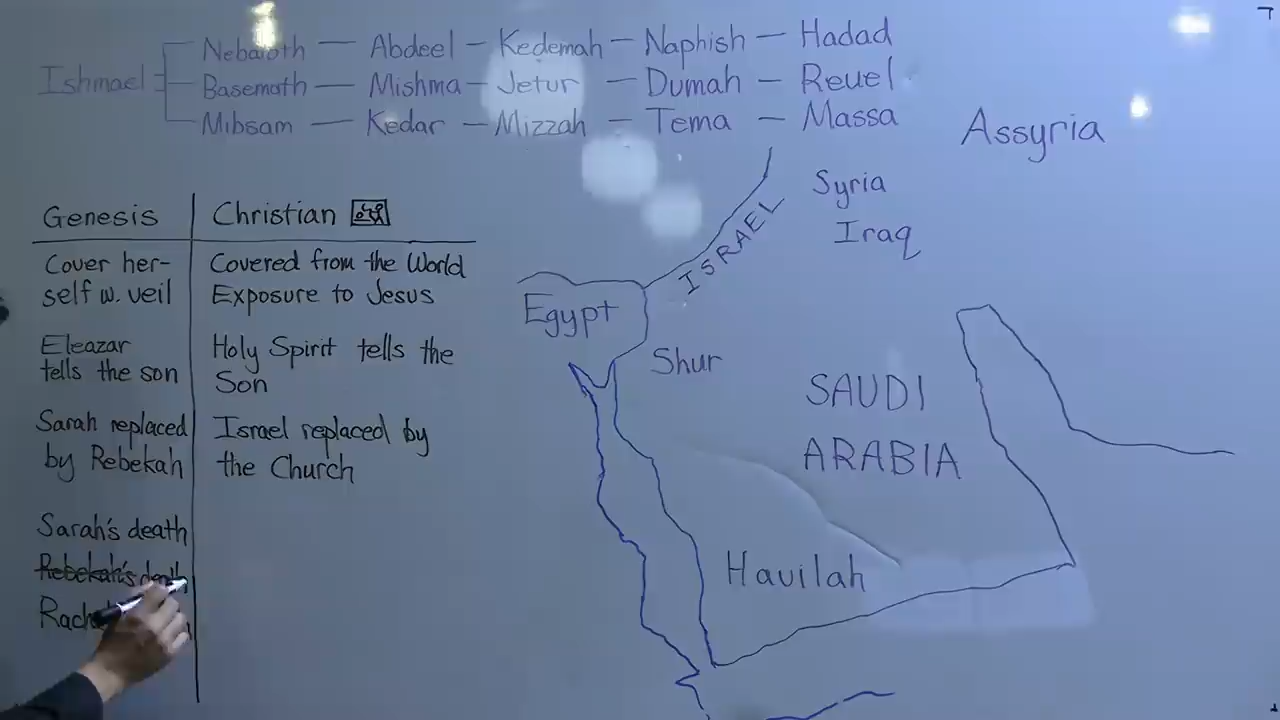 Ishmael
Nebaioth — Abdeel — Kedemah — Naphish — Hadad
Basemath — Mishma — Jetur — Dumah — Reuel
Mibsam — Kedar — Mizzah — Tema — Massa
Assyria
Syria
Iraq
ISRAEL
Egypt
Shur
SAUDI
ARABIA
Havilah
Genesis
Christian
Cover her-
self w. veil
Covered from the World
Exposure to Jesus
Eleazar
tells the son
Holy Spirit tells the
Son
Sarah replaced
by Rebekah
Israel replaced by
the Church
Sarah's death
Rebekah's death